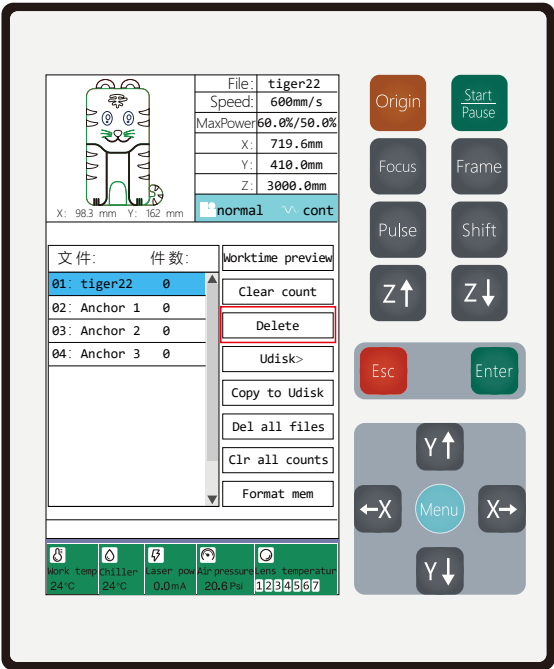 File: tiger22
Speed: 600mm/s
MaxPower 60.0%/50.0%
X: 719.6mm
Y: 410.0mm
Z: 3000.0mm
X: 98.3 mm Y: 162 mm
normal cont
文件: 件数:
01: tiger22 0
02: Anchor 1 0
03: Anchor 2 0
04: Anchor 3 0
Worktime preview
Clear count
Delete
Udisk>
Copy to Udisk
Del all files
Clr all counts
Format mem
Work temp Chiller Laser pow Air pressure Lens temperatur
24°C 24°C 0.0mA 20.6 Psi 1234567
Origin Start
Pause
Focus Frame
Pulse Shift
Z↑ Z↓
Esc Enter
Y↑
←X Menu X→
Y↓